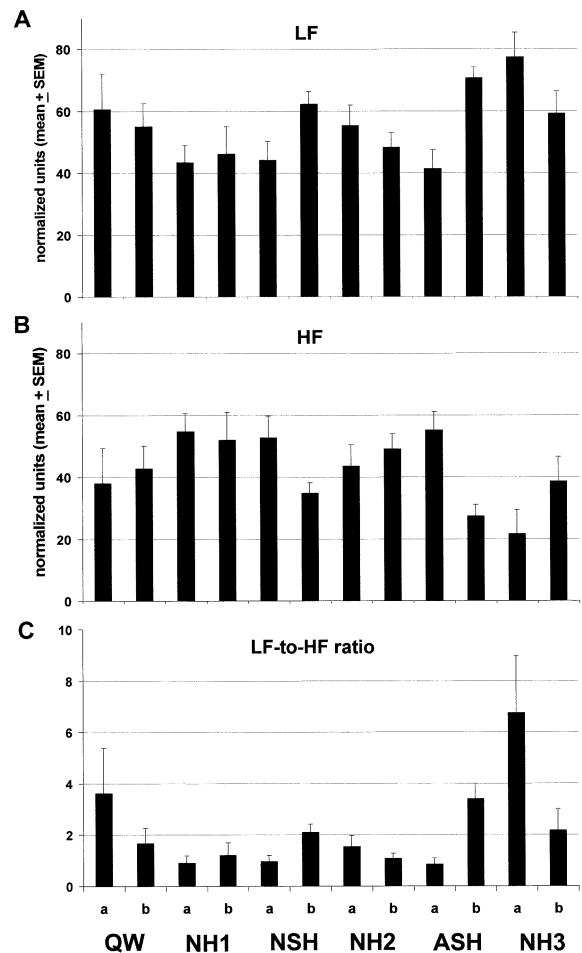 A
LF
normalized units (mean ± SEM)
80
60
40
20
0
B
HF
normalized units (mean ± SEM)
80
60
40
20
0
C
LF-to-HF ratio
10
8
6
4
2
0
a b a b a b a b a b a b
QW NH1 NSH NH2 ASH NH3